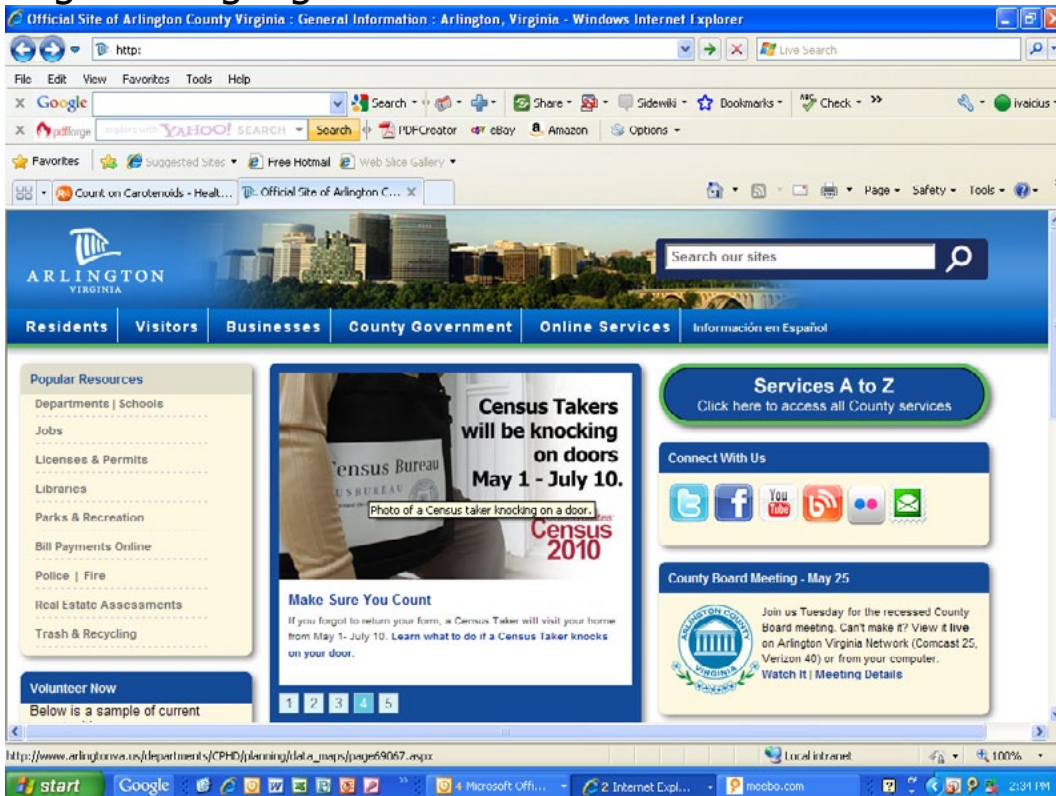 Official Site of Arlington County Virginia : General Information : Arlington, Virginia - Windows Internet Explorer
http:
Live Search
File Edit View Favorites Tools Help
x Google Search Share Sidewiki Bookmarks Check >> ivaidus
x pdfforge YAHOO! SEARCH Search PDFCreator eBay Amazon Options
Favorites Suggested Sites Free Hotmail Web Slice Gallery
Count on Carotenoids - Healt... Official Site of Arlington C... X Page Safety Tools
ARLINGTON
VIRGINIA
Search our sites
Residents Visitors Businesses County Government Online Services Información en Español
Popular Resources
Departments | Schools
Jobs
Licenses & Permits
Libraries
Parks & Recreation
Bill Payments Online
Police | Fire
Real Estate Assessments
Trash & Recycling
Volunteer Now
Below is a sample of current
Census Bureau
US BUREAU
Census Takers
will be knocking
on doors
May 1 - July 10.
Photo of a Census taker knocking on a door.
Census
2010
Make Sure You Count
If you forgot to return your form, a Census Taker will visit your home
from May 1- July 10. Learn what to do if a Census Taker knocks
on your door.
1 2 3 4 5
Services A to Z
Click here to access all County services
Connect With Us
You
Tube
County Board Meeting - May 25
ARLINGTON COUNTY
VIRGINIA
Join us Tuesday for the recessed County
Board meeting. Can't make it? View it live
on Arlington Virginia Network (Comcast 25,
Verizon 40) or from your computer.
Watch It | Meeting Details
http://www.arlingtonva.us/departments/CPHD/planning/data_maps/page69067.aspx Local intranet 100%
start Google 4 Microsoft Offi... 2 Internet Expl... meebo.com 2:34 PM